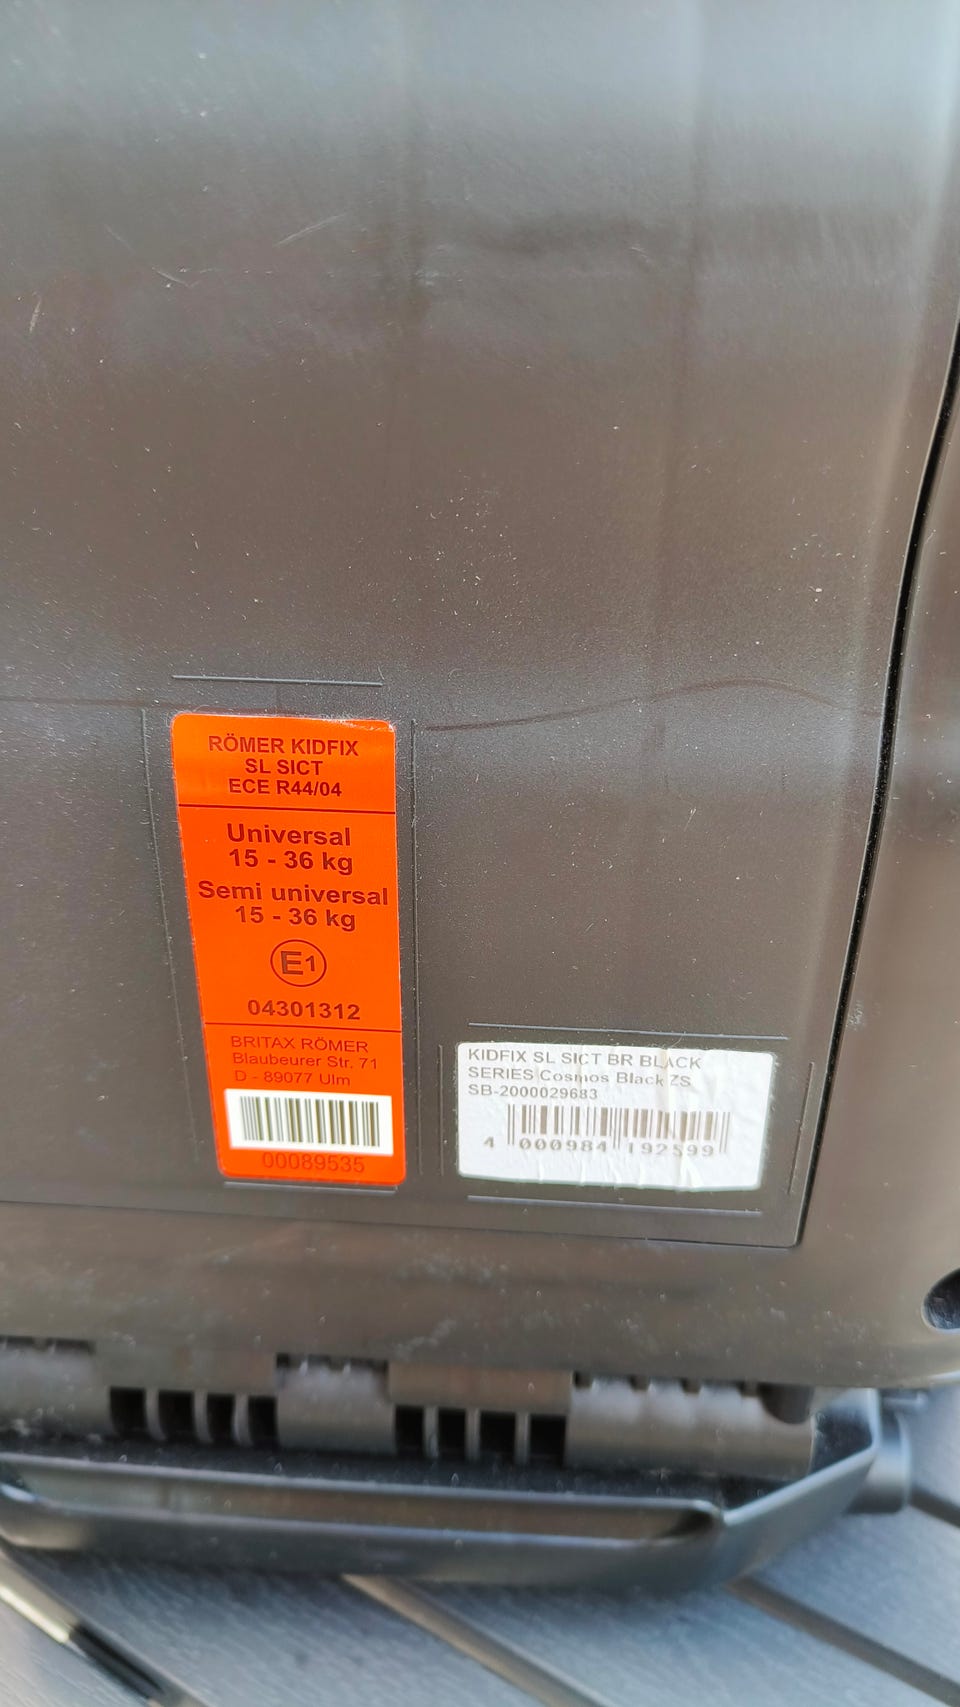 RÖMER KIDFIX
SL SICT
ECE R44/04
Universal
15 - 36 kg
Semi universal
15 - 36 kg
E1
04301312
BRITAX RÖMER
Blaubeurer Str. 71
D - 89077 Ulm
00089535
KIDFIX SL SICT BR BLACK
SERIES Cosmos Black ZS
SB-2000029683
4 000984 192599